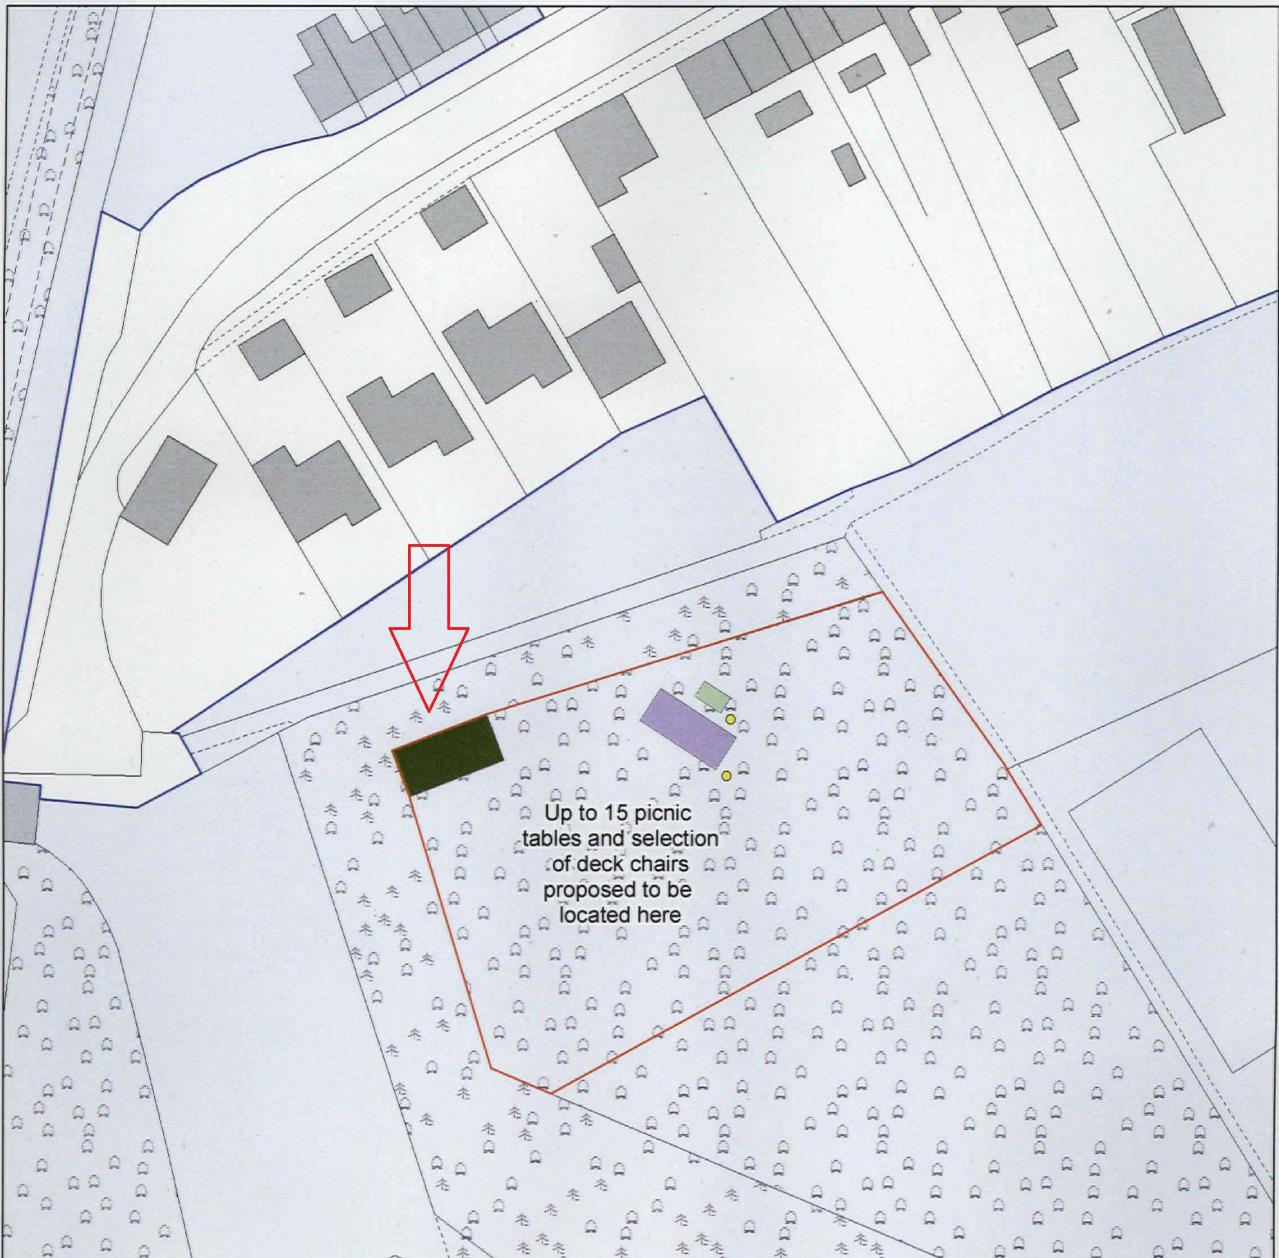 Up to 15 picnic
tables and selection
of deck chairs
proposed to be
located here